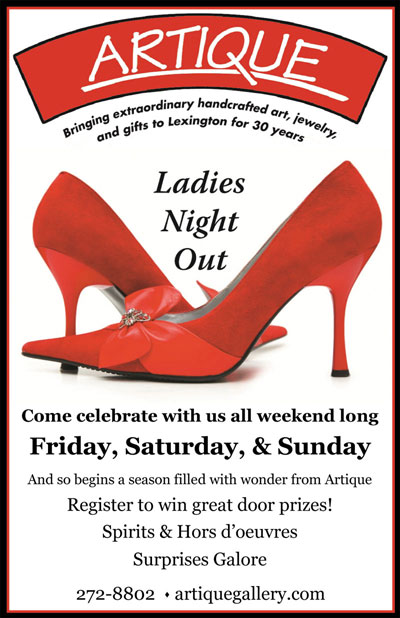 ARTIQUE
Bringing extraordinary handcrafted art, jewelry,
and gifts to Lexington for 30 years
Ladies
Night
Out
Come celebrate with us all weekend long
Friday, Saturday, & Sunday
And so begins a season filled with wonder from Artique
Register to win great door prizes!
Spirits & Hors d’oeuvres
Surprises Galore
272-8802 • artiquegallery.com